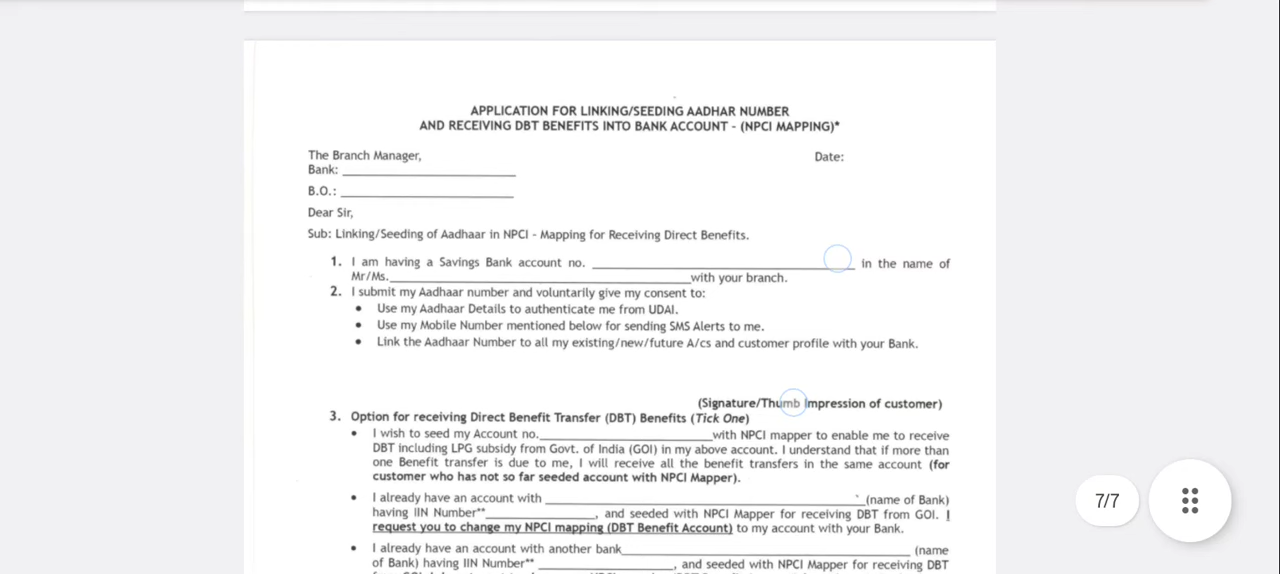 APPLICATION FOR LINKING/SEEDING AADHAR NUMBER
AND RECEIVING DBT BENEFITS INTO BANK ACCOUNT - (NPCI MAPPING)*
The Branch Manager,
Date:
Bank: ____________________
B.O.: ____________________
Dear Sir,
Sub: Linking/Seeding of Aadhaar in NPCI - Mapping for Receiving Direct Benefits.
1. I am having a Savings Bank account no. ______________________________ in the name of
Mr/Ms.___________________________________with your branch.
2. I submit my Aadhaar number and voluntarily give my consent to:
• Use my Aadhaar Details to authenticate me from UDAI.
• Use my Mobile Number mentioned below for sending SMS Alerts to me.
• Link the Aadhaar Number to all my existing/new/future A/cs and customer profile with your Bank.
(Signature/Thumb Impression of customer)
3. Option for receiving Direct Benefit Transfer (DBT) Benefits (Tick One)
• I wish to seed my Account no.____________________with NPCI mapper to enable me to receive
DBT including LPG subsidy from Govt. of India (GOI) in my above account. I understand that if more than
one Benefit transfer is due to me, I will receive all the benefit transfers in the same account (for
customer who has not so far seeded account with NPCI Mapper).
• I already have an account with _____________________________________(name of Bank)
having IIN Number**_____________, and seeded with NPCI Mapper for receiving DBT from GOI. I
request you to change my NPCI mapping (DBT Benefit Account) to my account with your Bank.
• I already have an account with another bank__________________________________ (name
of Bank) having IIN Number** ________________, and seeded with NPCI Mapper for receiving DBT
7/7